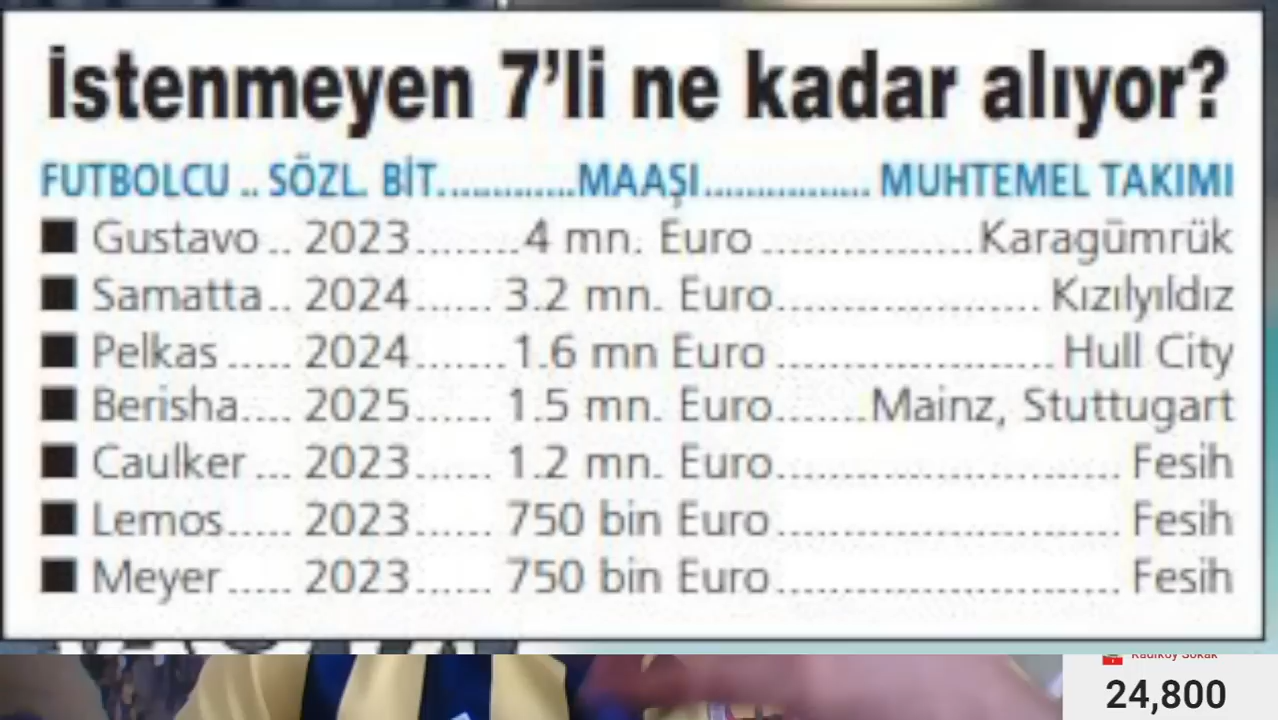 İstenmeyen 7'li ne kadar alıyor?
FUTBOLCU .. SÖZL. BİT..............MAAŞI................ MUHTEMEL TAKIMI
■ Gustavo .. 2023........4 mn. Euro ..................Karagümrük
■ Samatta.. 2024...... 3.2 mn. Euro...................... Kızılyıldız
■ Pelkas ..... 2024.......1.6 mn Euro ....................... Hull City
■ Berisha.... 2025...... 1.5 mn. Euro.......Mainz, Stuttugart
■ Caulker ... 2023...... 1.2 mn. Euro............................ Fesih
■ Lemos..... 2023...... 750 bin Euro............................ Fesih
■ Meyer..... 2023...... 750 bin Euro............................ Fesih
Kadıköy Sokak
24,800